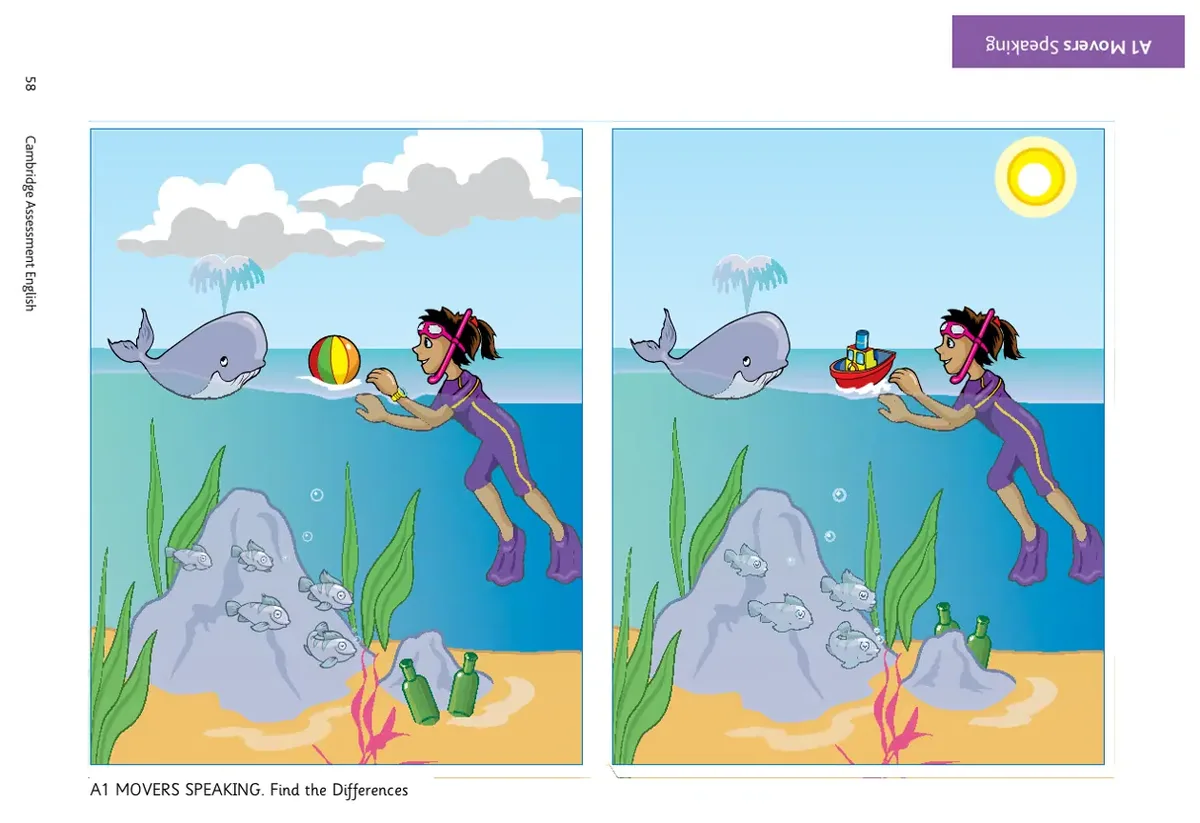 A1 Movers Speaking
58
Cambridge Assessment English
A1 MOVERS SPEAKING. Find the Differences